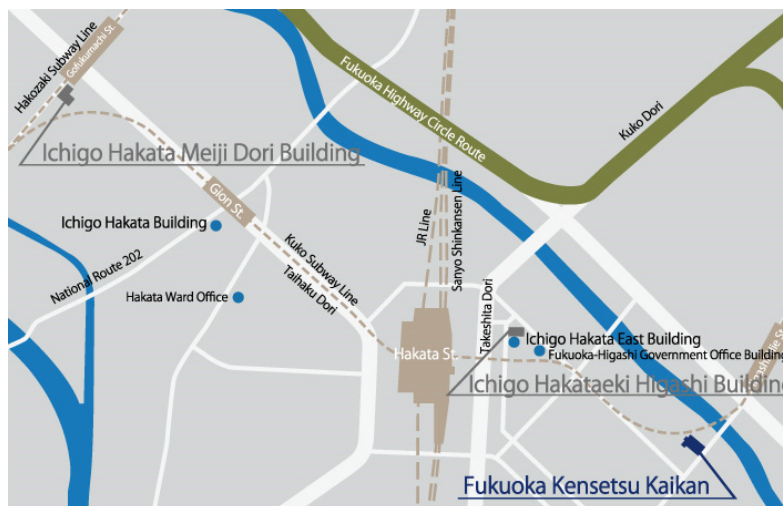 Hakozaki Subway Line
Gofukumachi St.
Fukuoka Highway Circle Route
Kuko Dori
Ichigo Hakata Meiji Dori Building
Gion St.
Ichigo Hakata Building
National Route 202
Kuko Subway Line
Taihaku Dori
JR Line
Sanyo Shinkansen Line
Hakata Ward Office
Takeshita Dori
Hakata St.
Ichigo Hakata East Building
Fukuoka-Higashi Government Office Building
Ichigo Hakataeki Higashi Building
Fukuoka Kensetsu Kaikan